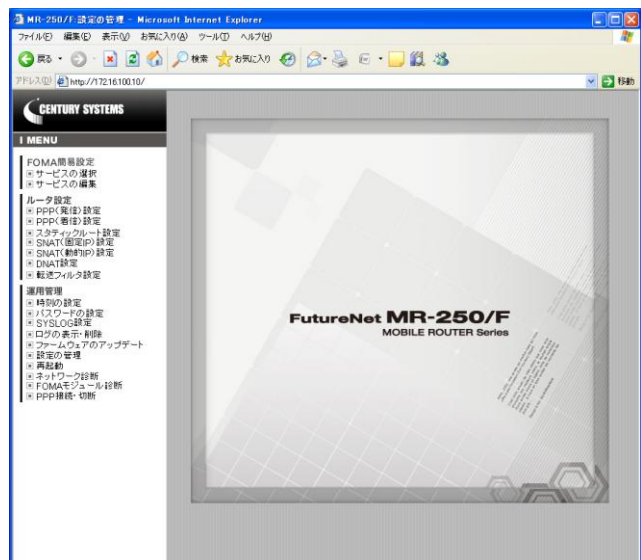 MR-250/F:設定の管理 - Microsoft Internet Explorer
ファイル(F) 編集(E) 表示(V) お気に入り(A) ツール(T) ヘルプ(H)
戻る 検索 お気に入り
アドレス(D) http://172.16.100.10/ 移動
CENTURY SYSTEMS
MENU
FOMA簡易設定
サービスの選択
サービスの編集
ルータ設定
PPP(発信)設定
PPP(着信)設定
スタティックルート設定
SNAT(固定IP)設定
SNAT(動的IP)設定
DNAT設定
転送フィルタ設定
運用管理
時刻の設定
パスワードの設定
SYSLOG設定
ログの表示・削除
ファームウェアのアップデート
設定の管理
再起動
ネットワーク診断
FOMAモジュール診断
PPP接続・切断
FutureNet MR-250/F
MOBILE ROUTER Series